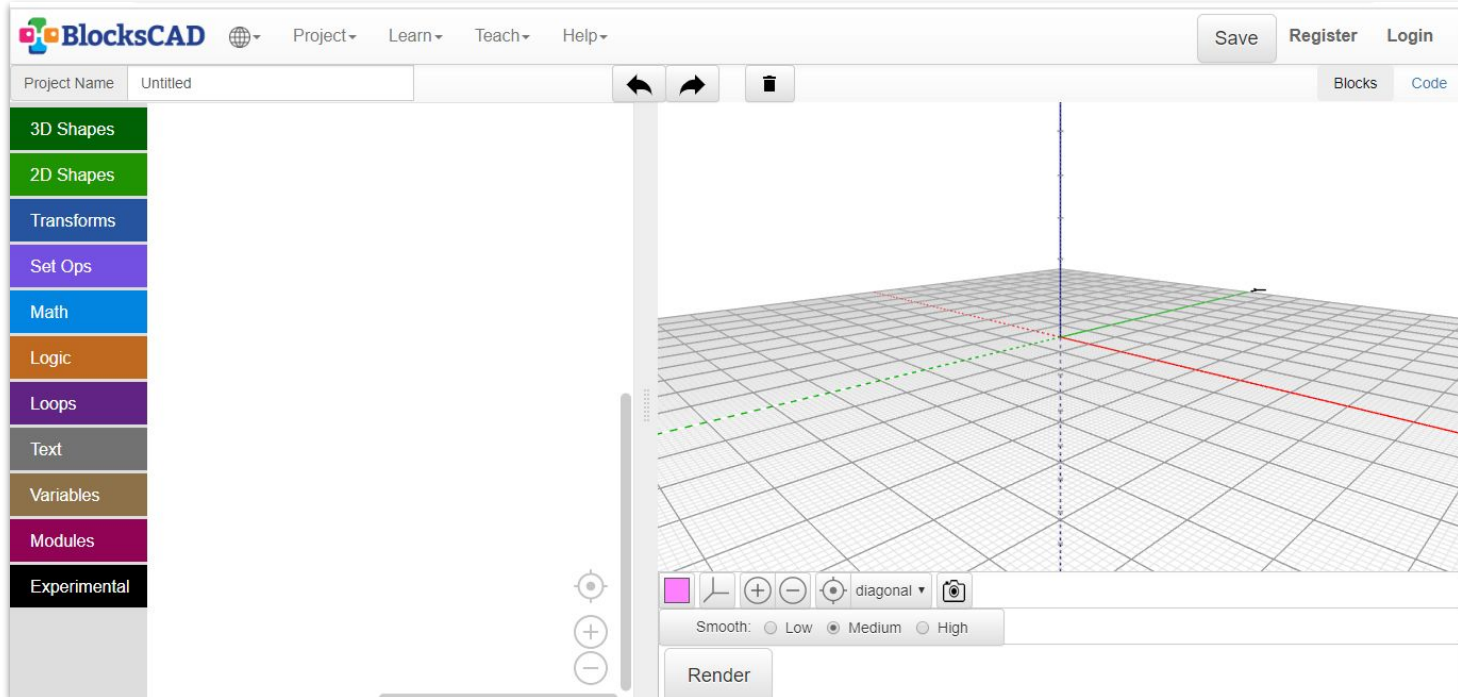 BlocksCAD Project Learn Teach Help Save Register Login
Project Name Untitled Blocks Code
3D Shapes
2D Shapes
Transforms
Set Ops
Math
Logic
Loops
Text
Variables
Modules
Experimental
diagonal
Smooth: Low Medium High
Render